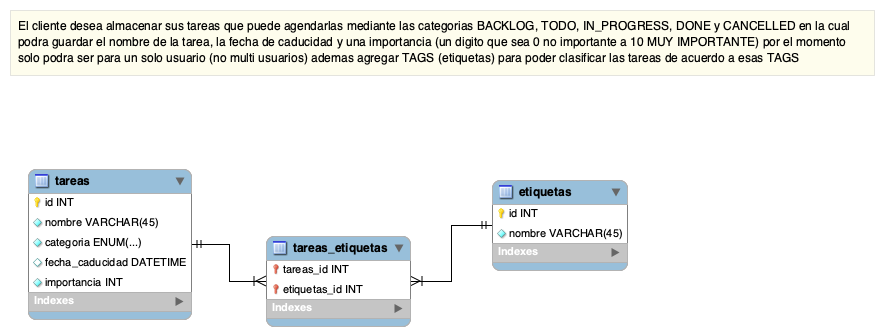 El cliente desea almacenar sus tareas que puede agendarlas mediante las categorias BACKLOG, TODO, IN_PROGRESS, DONE y CANCELLED en la cual
podra guardar el nombre de la tarea, la fecha de caducidad y una importancia (un digito que sea 0 no importante a 10 MUY IMPORTANTE) por el momento
solo podra ser para un solo usuario (no multi usuarios) ademas agregar TAGS (etiquetas) para poder clasificar las tareas de acuerdo a esas TAGS
tareas
id INT
nombre VARCHAR(45)
categoria ENUM(...)
fecha_caducidad DATETIME
importancia INT
Indexes
tareas_etiquetas
tareas_id INT
etiquetas_id INT
Indexes
etiquetas
id INT
nombre VARCHAR(45)
Indexes